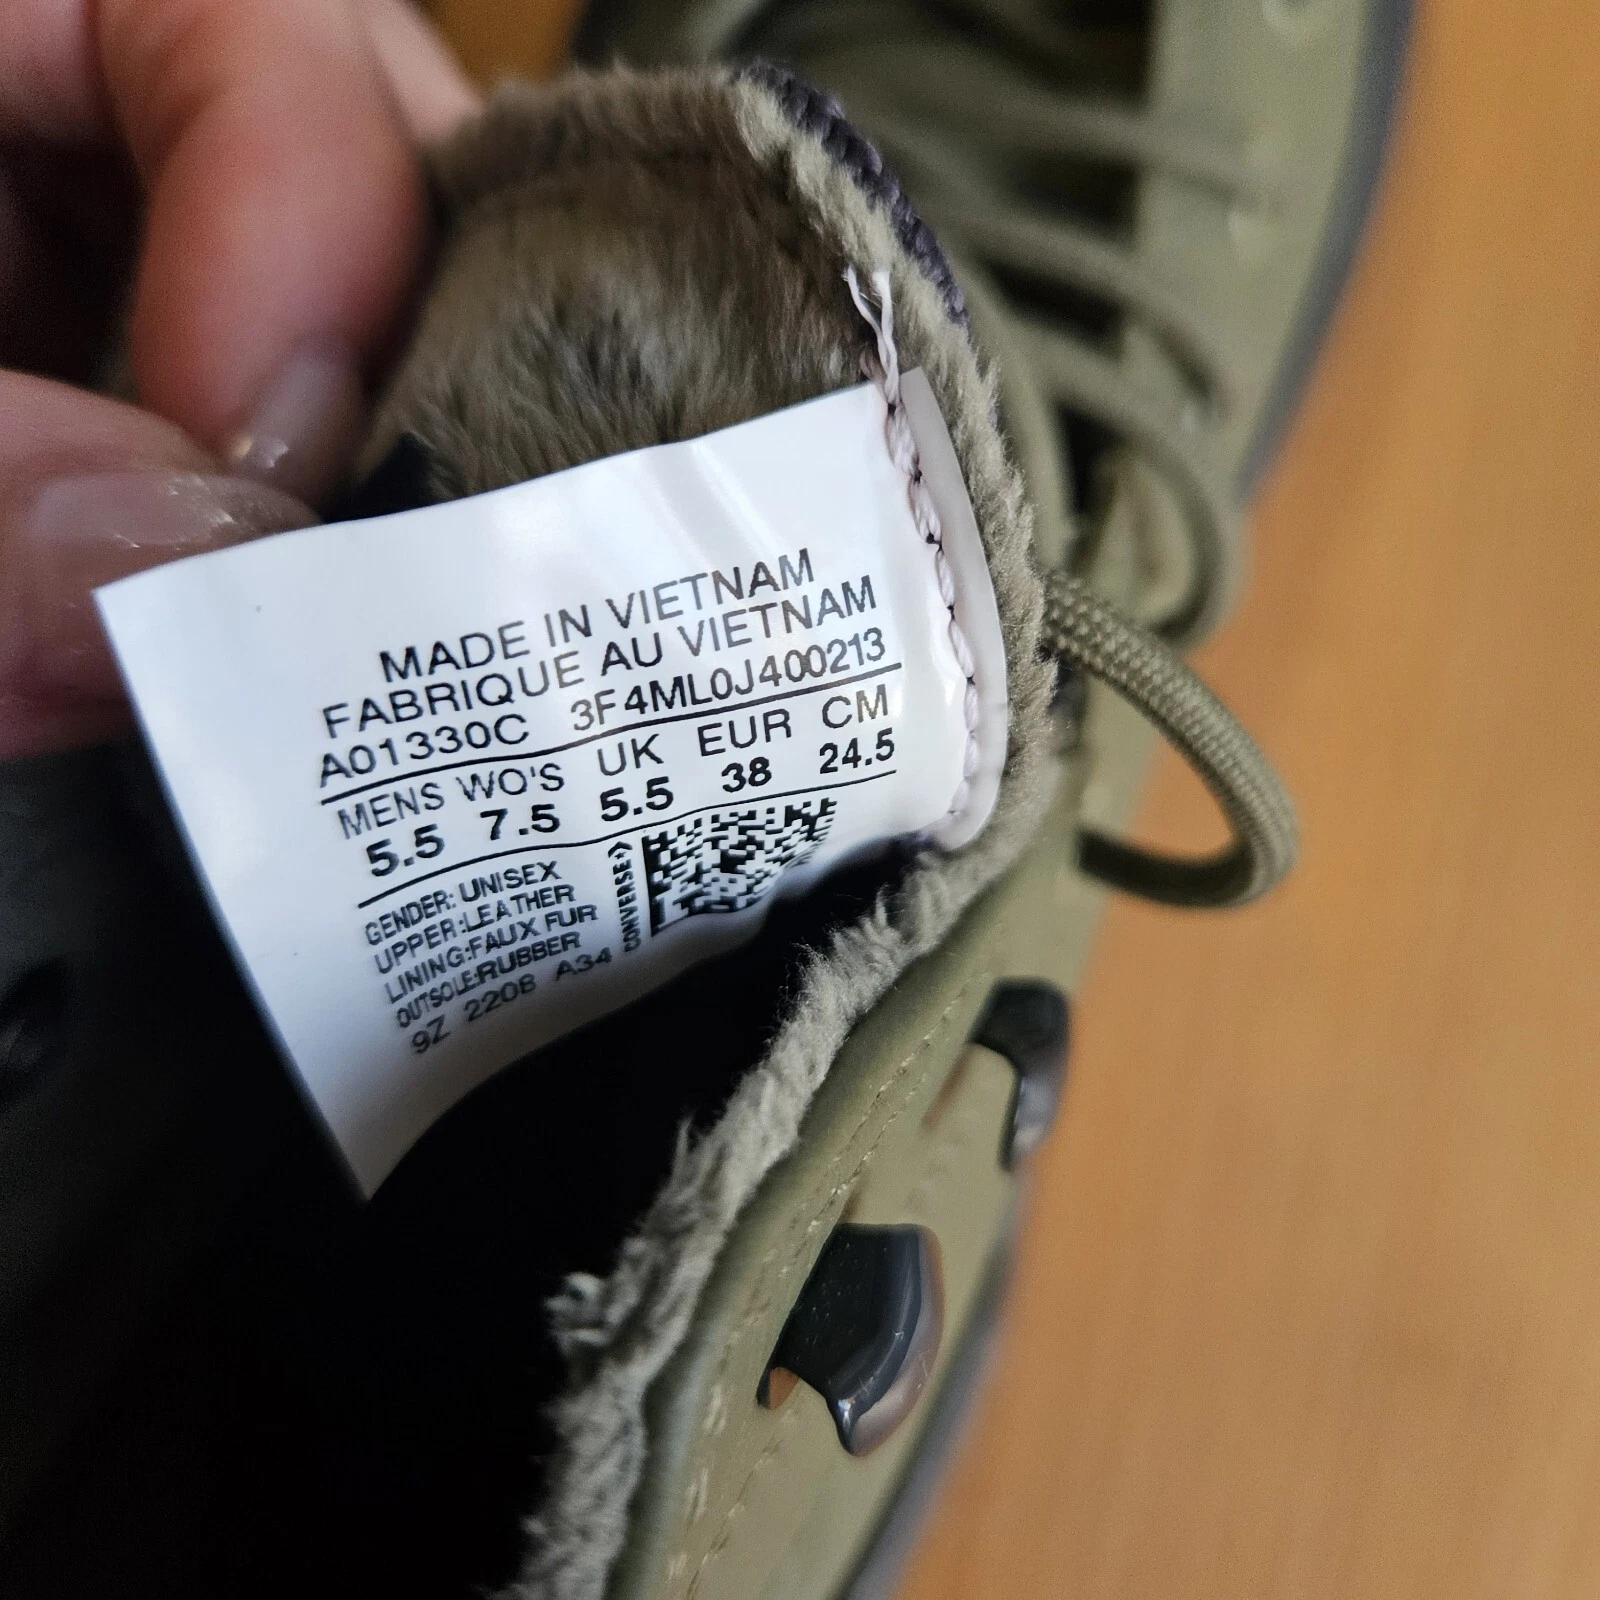 MADE IN VIETNAM
FABRIQUE AU VIETNAM
A01330C 3F4ML0J400213
MENS WO'S UK EUR CM
5.5 7.5 5.5 38 24.5
GENDER: UNISEX
UPPER:LEATHER
LINING:FAUX FUR
OUTSOLE:RUBBER
9Z 2208 A34
CONVERSE